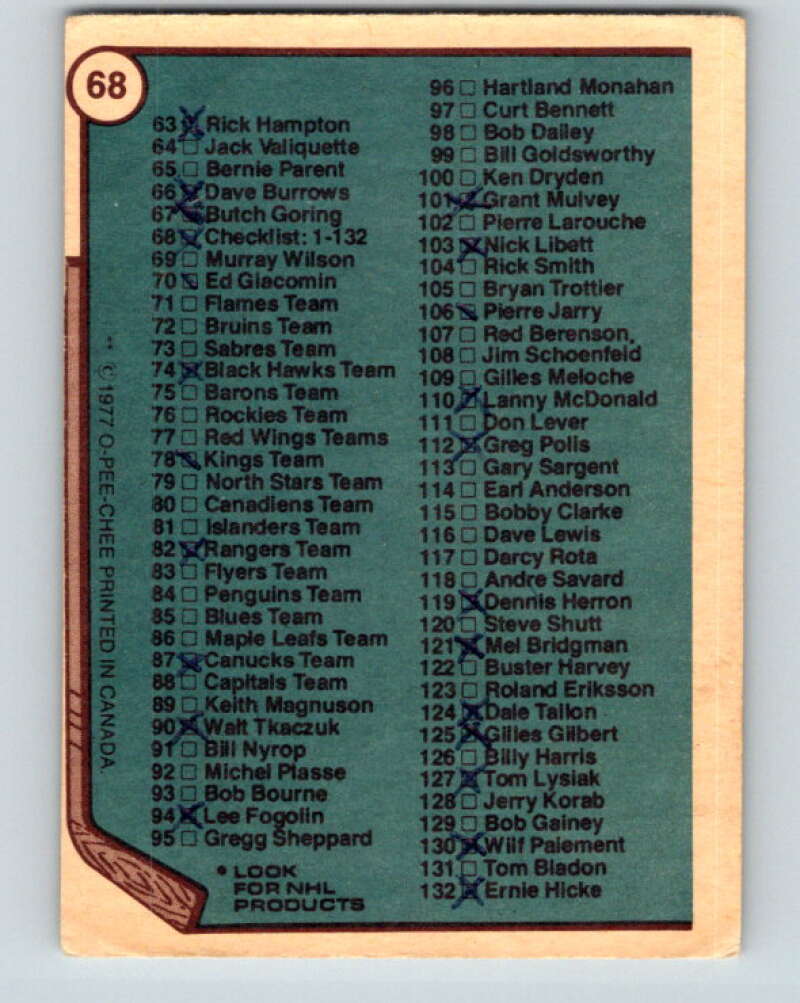 68
63 Rick Hampton
64 Jack Valiquette
65 Bernie Parent
66 Dave Burrows
67 Butch Goring
68 Checklist: 1-132
69 Murray Wilson
70 Ed Giacomin
71 Flames Team
72 Bruins Team
73 Sabres Team
74 Black Hawks Team
75 Barons Team
76 Rockies Team
77 Red Wings Teams
78 Kings Team
79 North Stars Team
80 Canadiens Team
81 Islanders Team
82 Rangers Team
83 Flyers Team
84 Penguins Team
85 Blues Team
86 Maple Leafs Team
87 Canucks Team
88 Capitals Team
89 Keith Magnuson
90 Walt Tkaczuk
91 Bill Nyrop
92 Michel Plasse
93 Bob Bourne
94 Lee Fogolin
95 Gregg Sheppard
• LOOK
FOR NHL
PRODUCTS
96 Hartland Monahan
97 Curt Bennett
98 Bob Dailey
99 Bill Goldsworthy
100 Ken Dryden
101 Grant Mulvey
102 Pierre Larouche
103 Nick Libett
104 Rick Smith
105 Bryan Trottier
106 Pierre Jarry
107 Red Berenson
108 Jim Schoenfeld
109 Gilles Meloche
110 Lanny McDonald
111 Don Lever
112 Greg Polis
113 Gary Sargent
114 Earl Anderson
115 Bobby Clarke
116 Dave Lewis
117 Darcy Rota
118 Andre Savard
119 Dennis Herron
120 Steve Shutt
121 Mel Bridgman
122 Buster Harvey
123 Roland Eriksson
124 Dale Tallon
125 Gilles Gilbert
126 Billy Harris
127 Tom Lysiak
128 Jerry Korab
129 Bob Gainey
130 Wilf Paiement
131 Tom Bladon
132 Ernie Hicke
** © 1977 O-PEE-CHEE PRINTED IN CANADA.